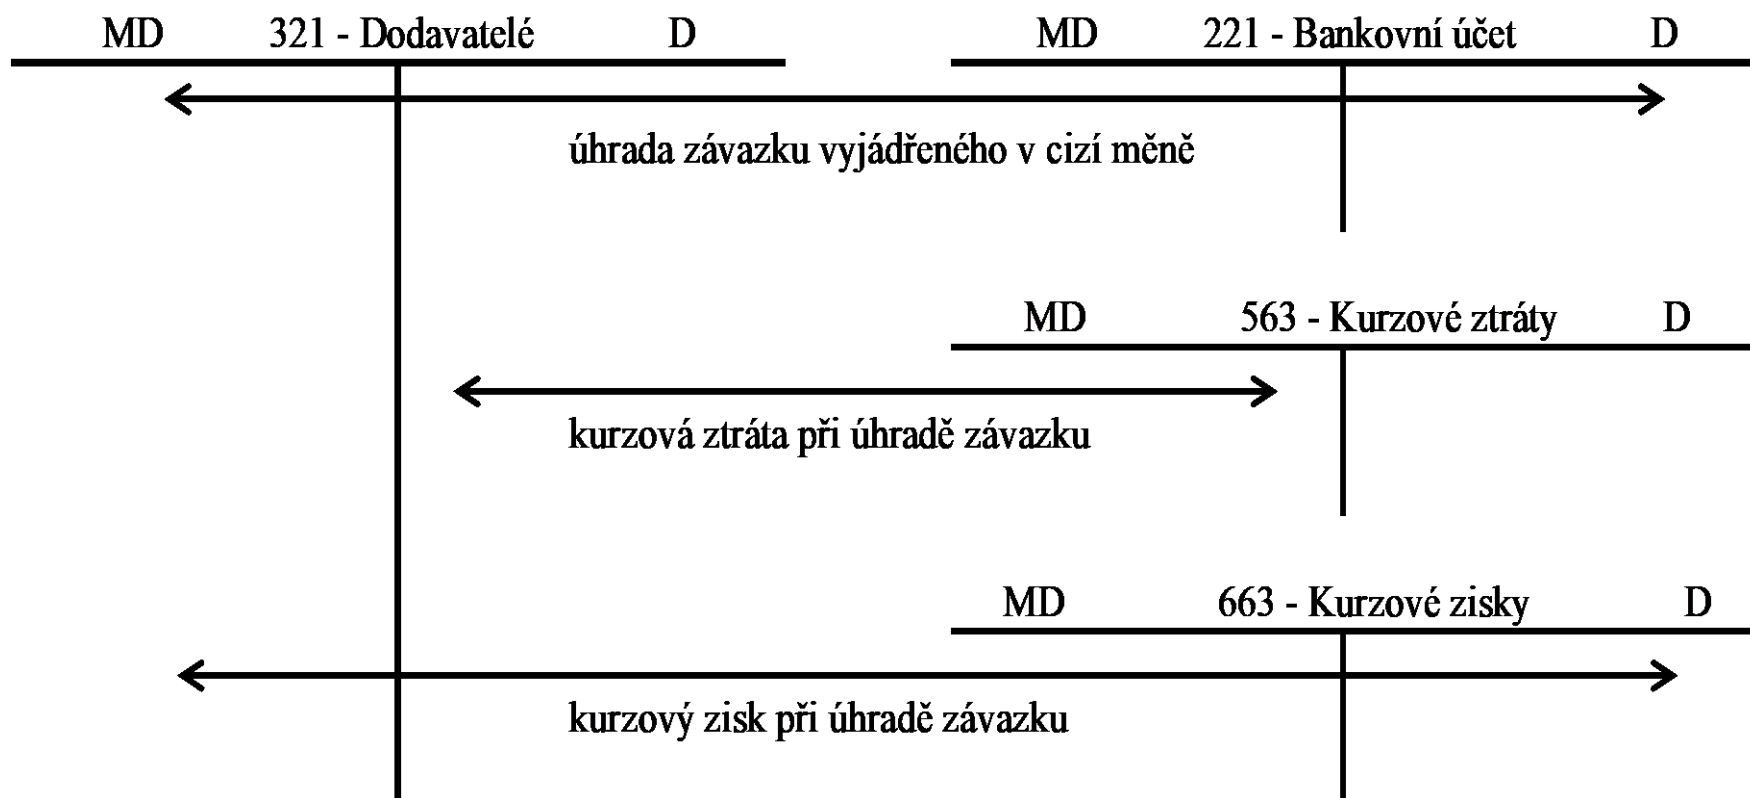 MD 321 - Dodavatelé D MD 221 - Bankovní účet D
úhrada závazku vyjádřeného v cizí měně
MD 563 - Kurzové ztráty D
kurzová ztráta při úhradě závazku
MD 663 - Kurzové zisky D
kurzový zisk při úhradě závazku